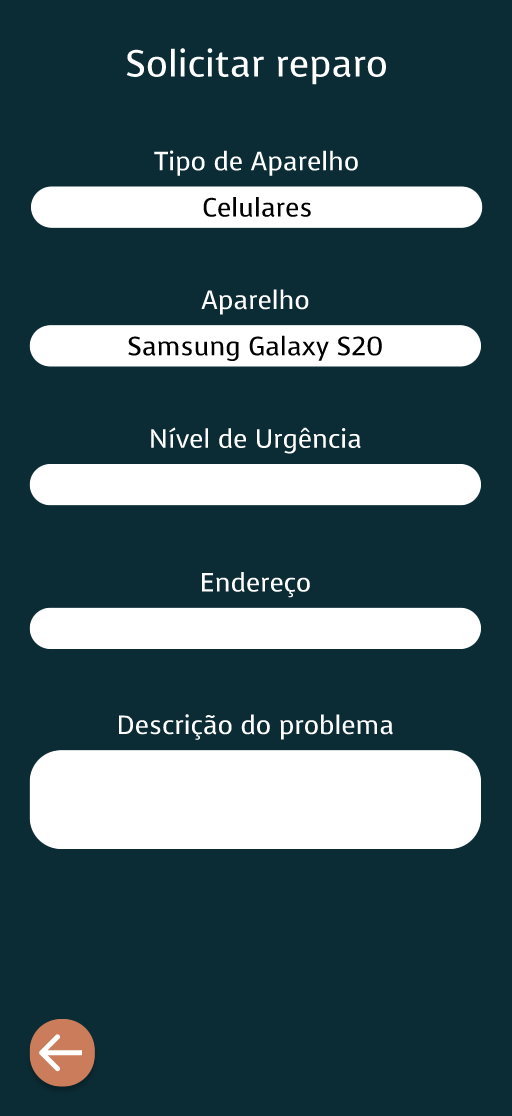 Solicitar reparo
Tipo de Aparelho
Celulares
Aparelho
Samsung Galaxy S20
Nível de Urgência
Endereço
Descrição do problema